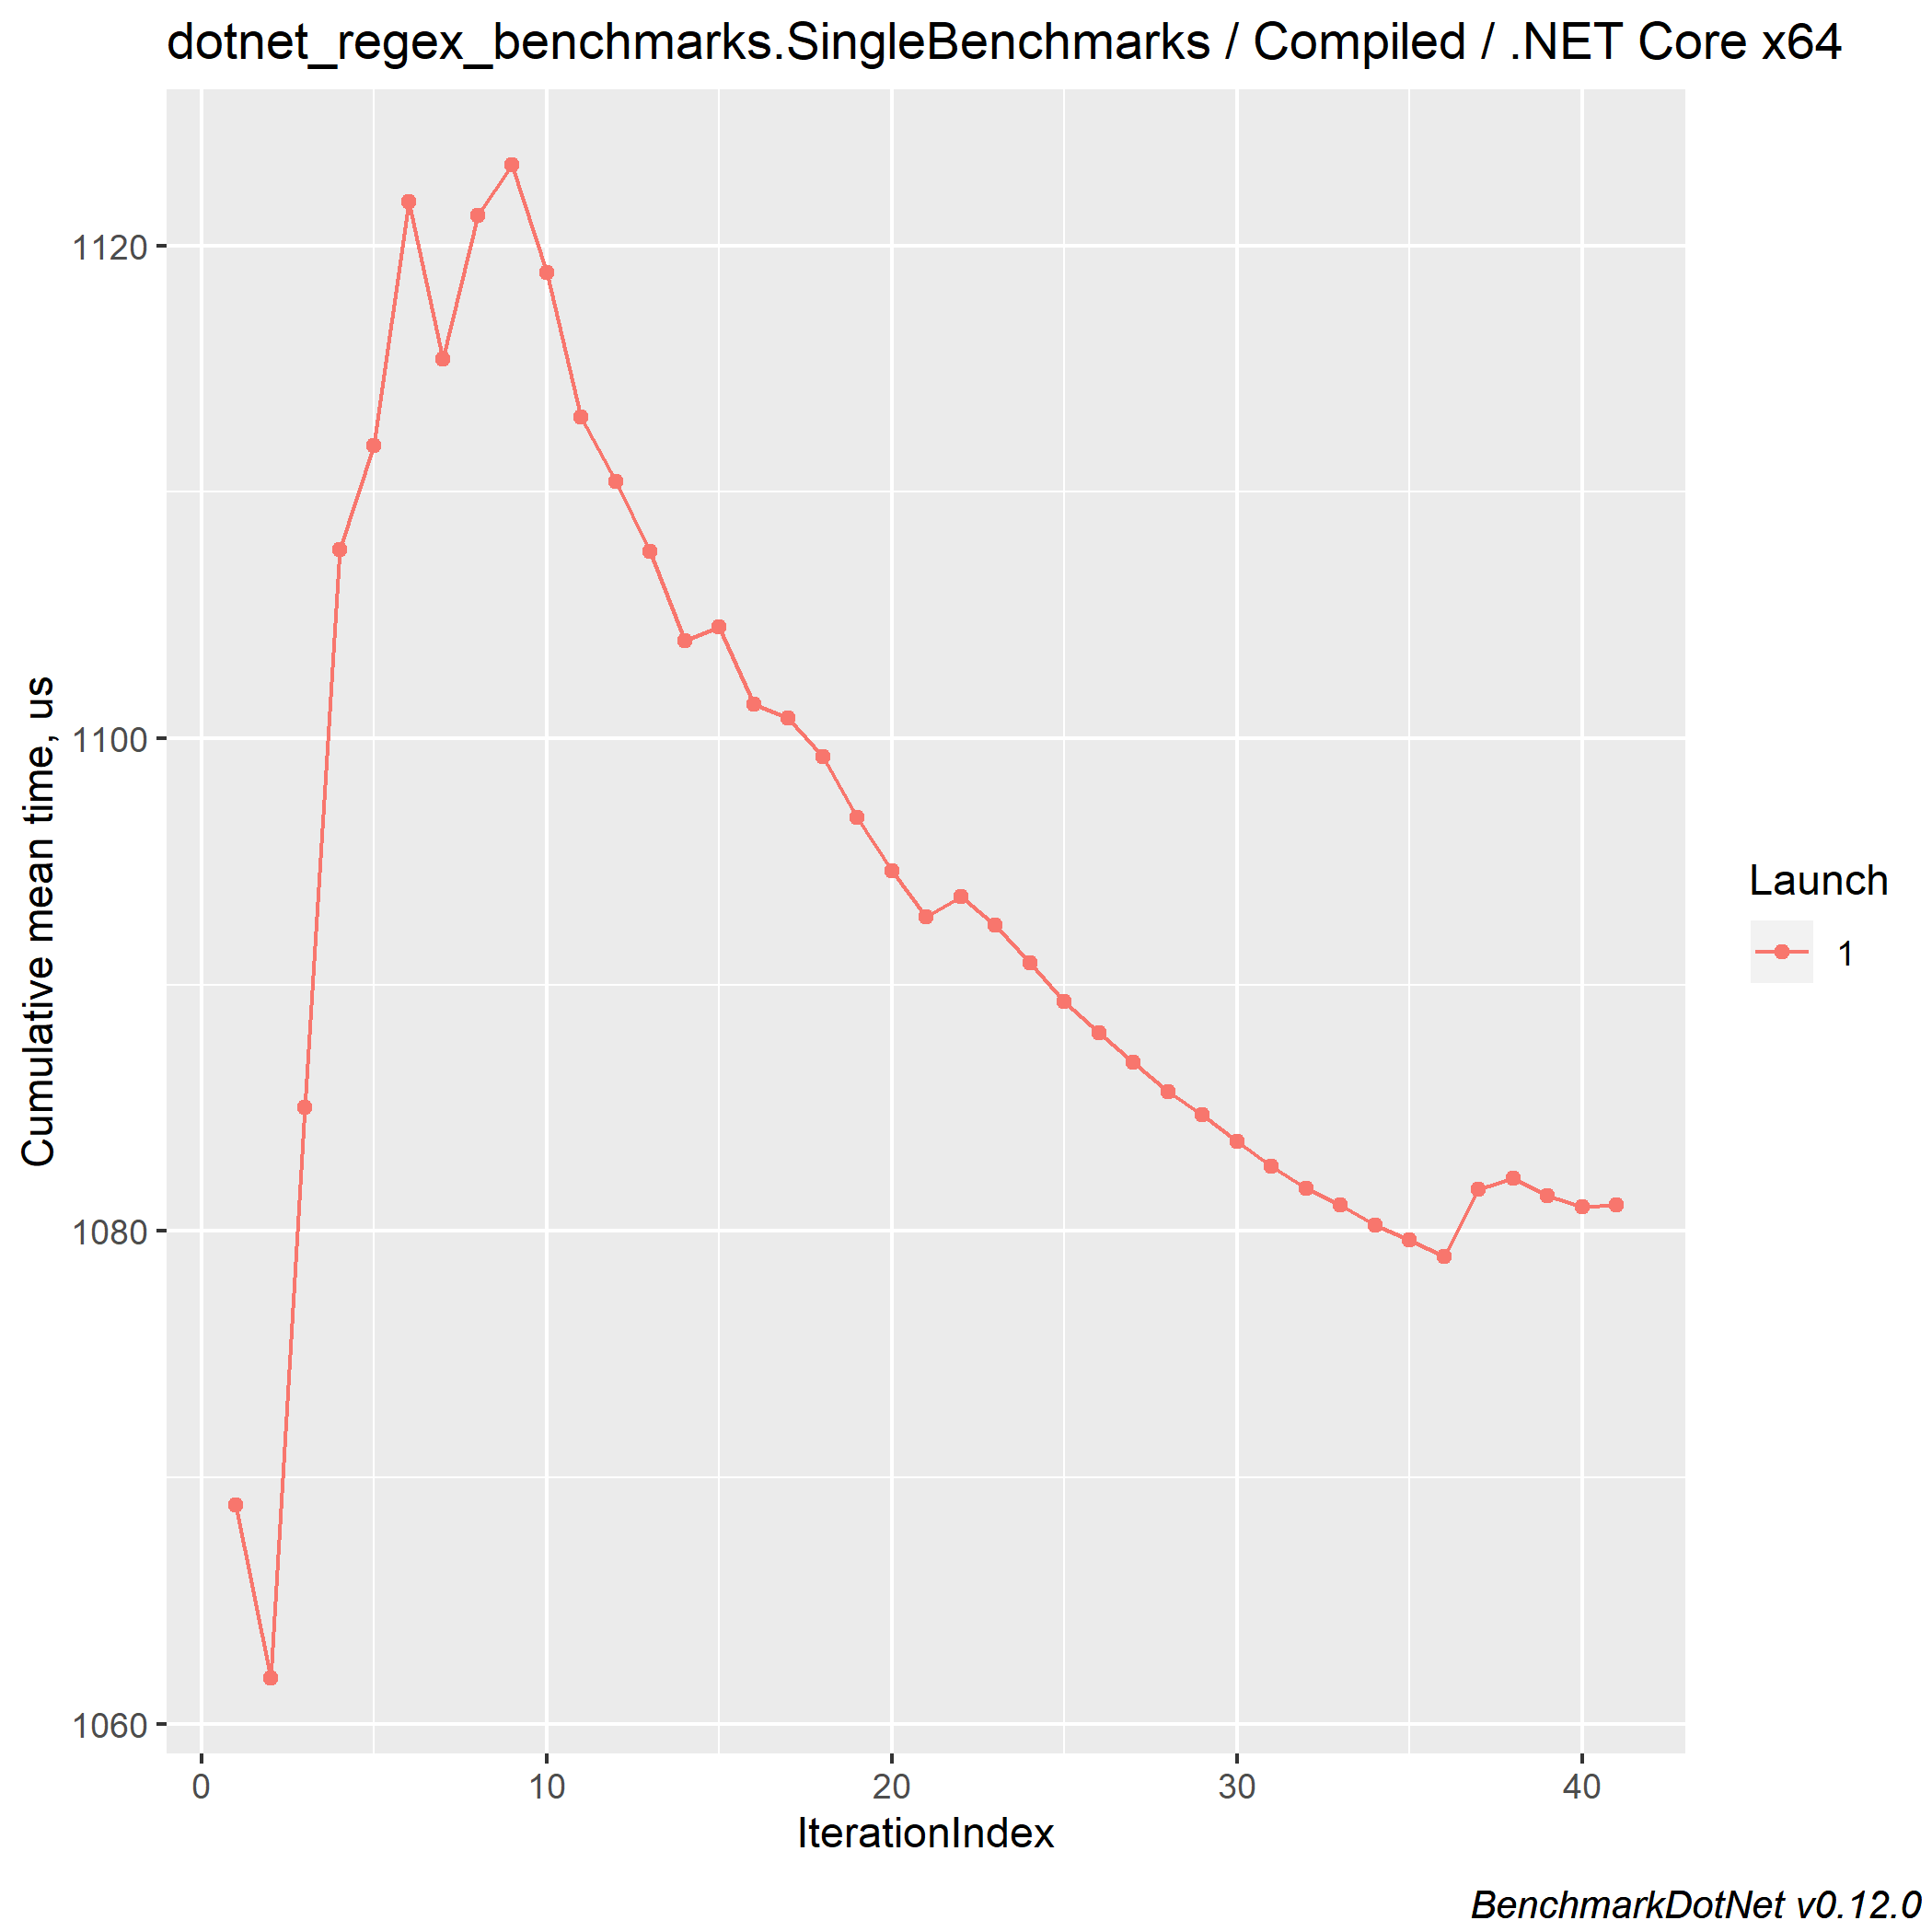 dotnet_regex_benchmarks.SingleBenchmarks / Compiled / .NET Core x64
Cumulative mean time, us
1120
1100
1080
1060
0 10 20 30 40
IterationIndex
Launch
1
BenchmarkDotNet v0.12.0